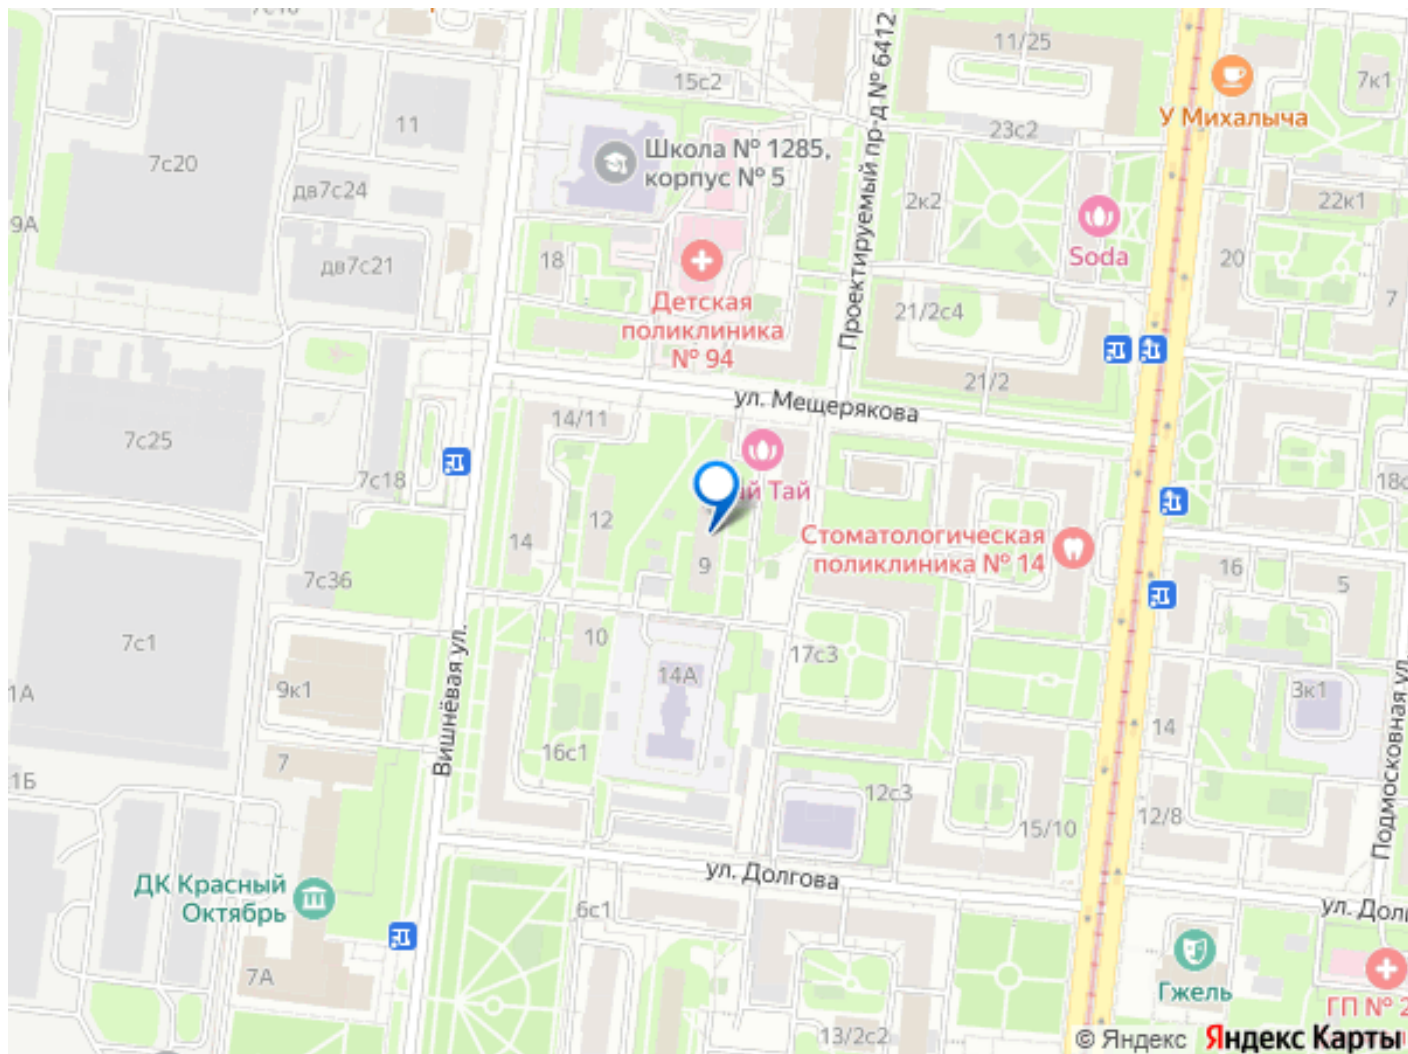 7с16
15с2
11/25
7к1
У Михалыча
11
23с2
Школа № 1285,
корпус № 5
7с20
дв7с24
2к2
22к1
9А
Soda
дв7с21
18
20
Детская
поликлиника
№ 94
Проектируемый пр-д № 6412
7
21/2с4
21/2
ул. Мещерякова
14/11
7с25
7с18
ай Тай
12
14
9
Стоматологическая
поликлиника № 14
16
5
7с36
7с1
10
17с3
14А
1А
9к1
3к1
Вишнёвая ул.
14
16с1
7
1Б
12с3
15/10
12/8
Подмосковная ул.
ул. Долгова
ДК Красный
Октябрь
6с1
ул. Дол
7А
Гжель
ГП № 2
13/2с2
© Яндекс
Яндекс Карты